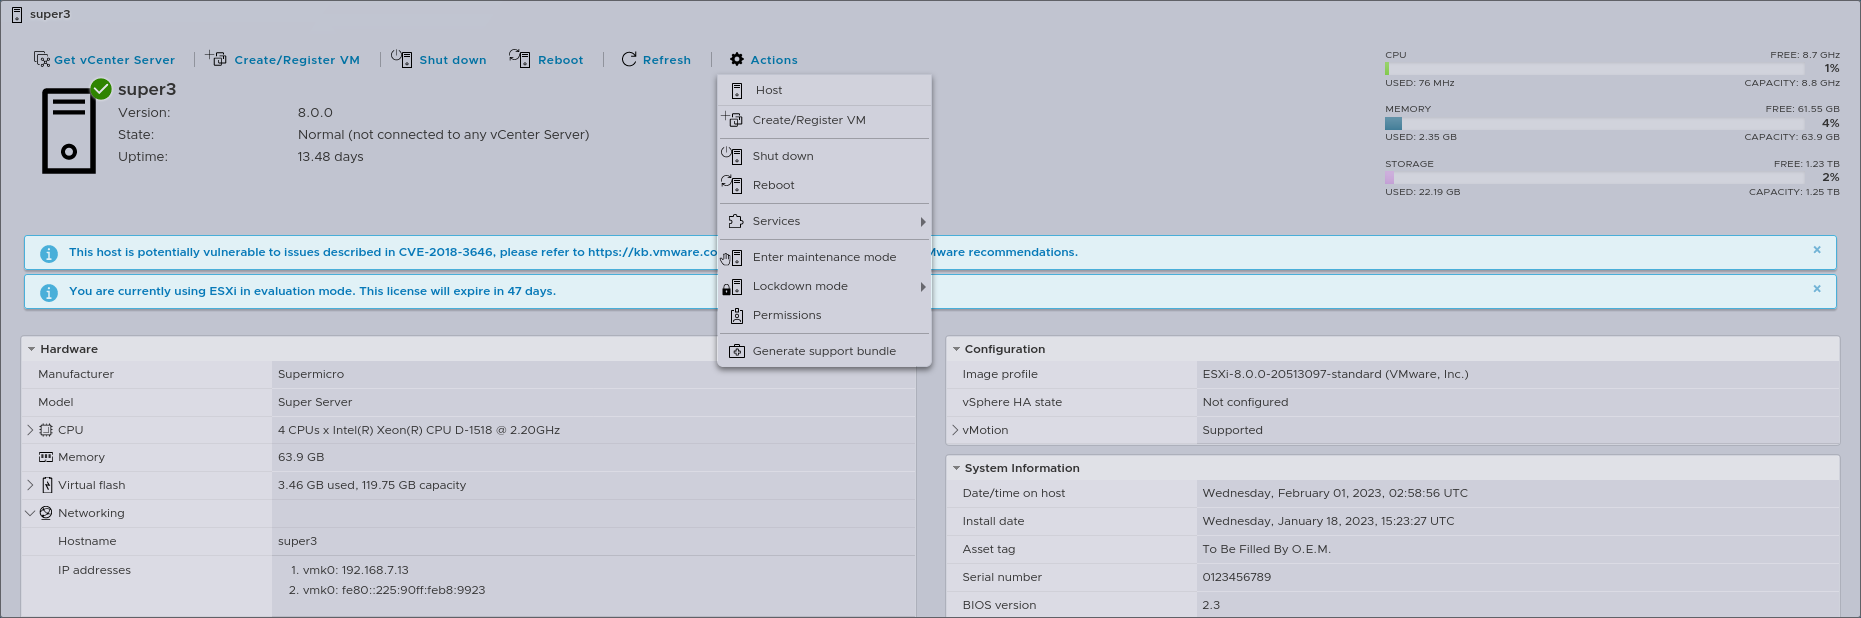 super3
Get vCenter Server
Create/Register VM
Shut down
Reboot
Refresh
Actions
super3
Version: 8.0.0
State: Normal (not connected to any vCenter Server)
Uptime: 13.48 days
Host
Create/Register VM
Shut down
Reboot
Services
Enter maintenance mode
Lockdown mode
Permissions
Generate support bundle
CPU FREE: 8.7 GHz
1%
USED: 76 MHz CAPACITY: 8.8 GHz
MEMORY FREE: 61.55 GB
4%
USED: 2.35 GB CAPACITY: 63.9 GB
STORAGE FREE: 1.23 TB
2%
USED: 22.19 GB CAPACITY: 1.25 TB
This host is potentially vulnerable to issues described in CVE-2018-3646, please refer to https://kb.vmware.co Mware recommendations.
You are currently using ESXi in evaluation mode. This license will expire in 47 days.
Hardware
Manufacturer Supermicro
Model Super Server
CPU 4 CPUs x Intel(R) Xeon(R) CPU D-1518 @ 2.20GHz
Memory 63.9 GB
Virtual flash 3.46 GB used, 119.75 GB capacity
Networking
Hostname super3
IP addresses 1. vmk0: 192.168.7.13
2. vmk0: fe80::225:90ff:feb8:9923
Configuration
Image profile ESXi-8.0.0-20513097-standard (VMware, Inc.)
vSphere HA state Not configured
vMotion Supported
System Information
Date/time on host Wednesday, February 01, 2023, 02:58:56 UTC
Install date Wednesday, January 18, 2023, 15:23:27 UTC
Asset tag To Be Filled By O.E.M.
Serial number 0123456789
BIOS version 2.3